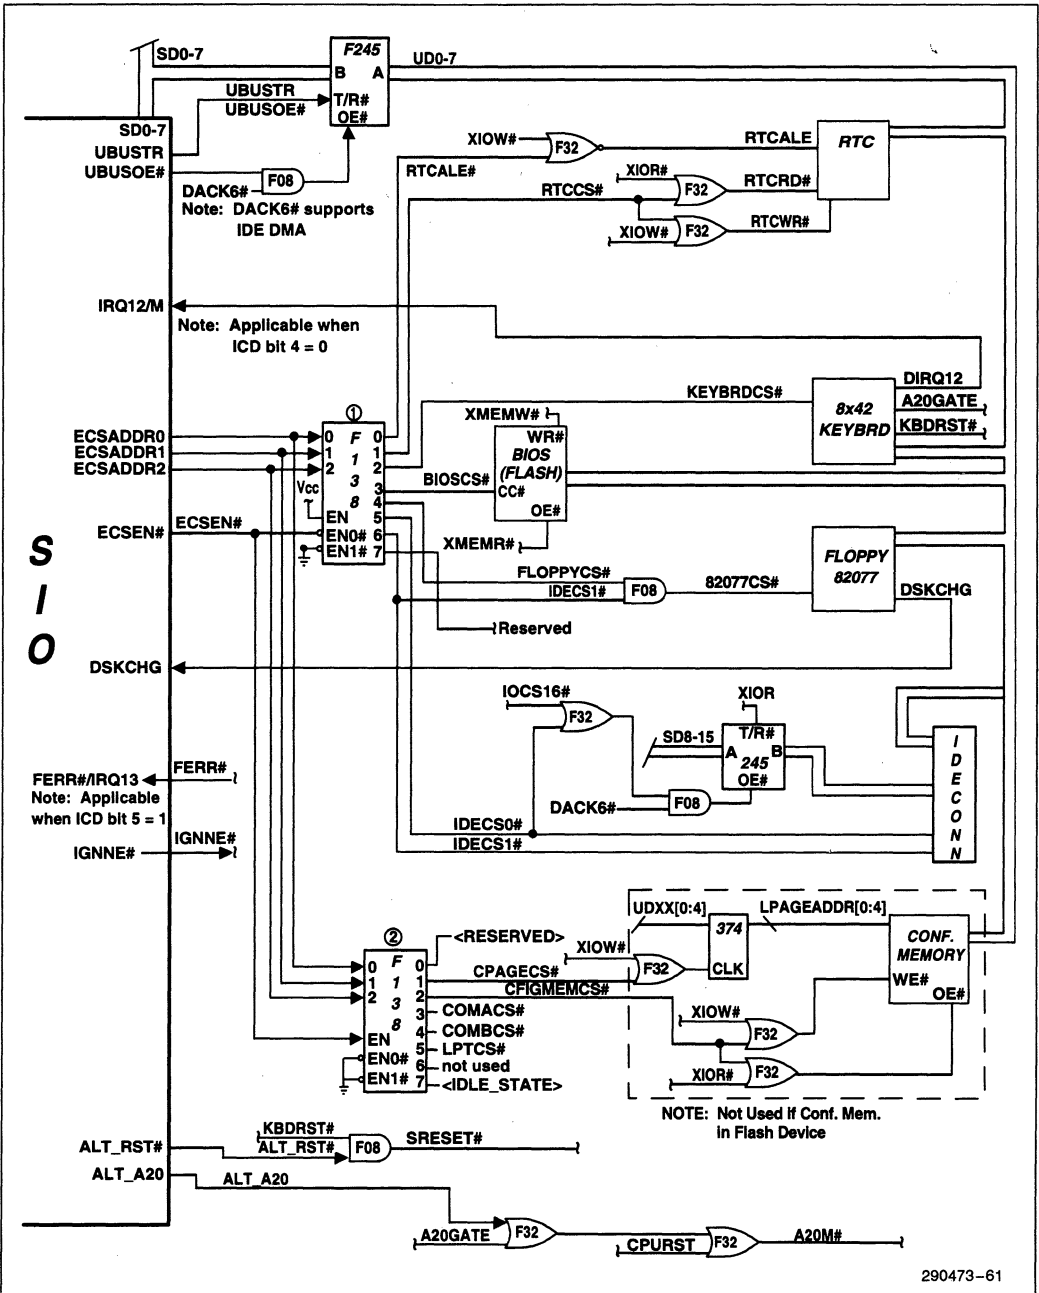 SD0-7
F245
UD0-7
B A
UBUSTR
T/R#
UBUSOE#
OE#
SD0-7
UBUSTR
UBUSOE#
F08
DACK6#
Note: DACK6# supports
IDE DMA
XIOW#
F32
RTCALE
RTC
RTCALE#
XIOR#
RTCCS#
F32
RTCRD#
XIOW#
F32
RTCWR#
IRQ12/M
Note: Applicable when
ICD bit 4 = 0
KEYBRDCS#
8x42
KEYBRD
DIRQ12
A20GATE
KBDRST#
①
ECSADDR0
ECSADDR1
ECSADDR2
0 F 0
1 1 1
2 2
3 3
8 4
Vcc
EN 5
EN0# 6
EN1# 7
XMEMW#
WR#
BIOS
(FLASH)
BIOSCS#
CC#
OE#
XMEMR#
ECSEN#
ECSEN#
S
I
O
FLOPPYCS#
IDECS1#
F08
82077CS#
FLOPPY
82077
DSKCHG
Reserved
DSKCHG
IOCS16#
F32
XIOR
SD8-15
T/R#
A B
245
OE#
DACK6#
F08
I
D
E
C
O
N
N
FERR#/IRQ13
FERR#
Note: Applicable
when ICD bit 5 = 1
IDECS0#
IDECS1#
IGNNE#
IGNNE#
②
0 F 0
1 1 1
2 2
3 3
8 4
EN 5
EN0# 6
EN1# 7
<RESERVED>
CPAGECS#
CFIGMEMCS#
COMACS#
COMBCS#
LPTCS#
not used
<IDLE_STATE>
UDXX[0:4]
LPAGEADDR[0:4]
374
CLK
XIOW#
F32
CONF.
MEMORY
WE#
OE#
XIOW#
F32
XIOR#
F32
NOTE: Not Used if Conf. Mem.
in Flash Device
ALT_RST#
KBDRST#
ALT_RST#
F08
SRESET#
ALT_A20
ALT_A20
A20GATE
F32
CPURST
F32
A20M#
290473-61